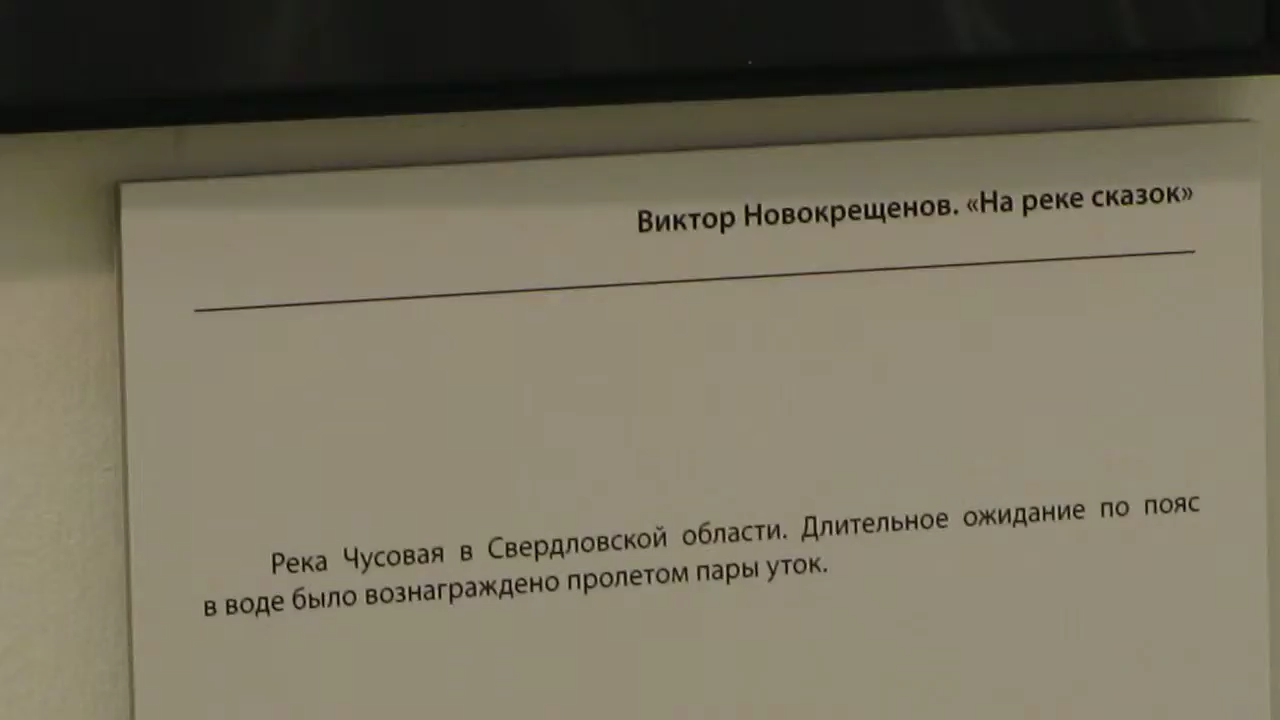 Виктор Новокрещенов. «На реке сказок»
Река Чусовая в Свердловской области. Длительное ожидание по пояс
в воде было вознаграждено пролетом пары уток.